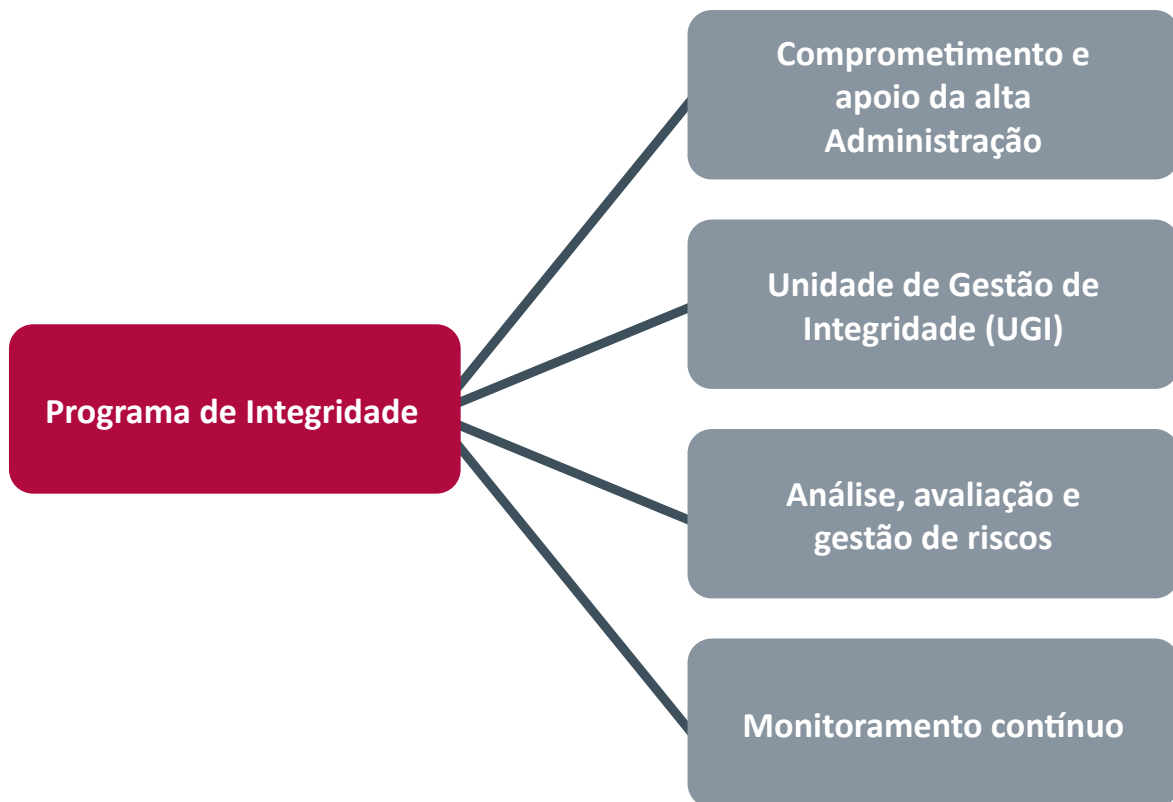 Comprometimento e
apoio da alta
Administração
Unidade de Gestão de
Integridade (UGI)
Programa de Integridade
Análise, avaliação e
gestão de riscos
Monitoramento contínuo